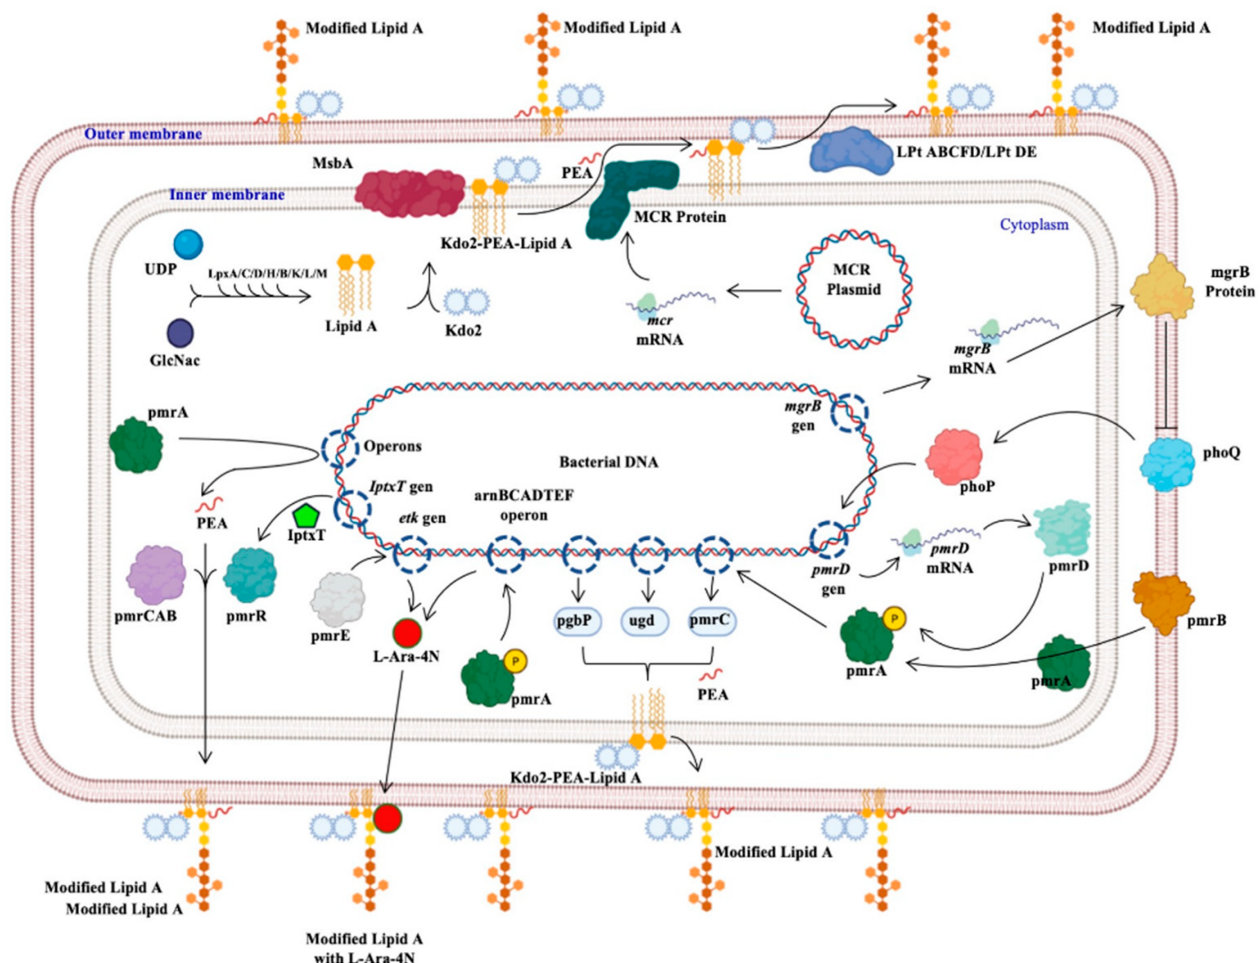 Modified Lipid A
Modified Lipid A
Modified Lipid A
Outer membrane
MsbA
PEA
LPt ABCFD/LPt DE
Inner membrane
MCR Protein
Kdo2-PEA-Lipid A
Cytoplasm
UDP
LpxA/C/D/H/B/K/L/M
MCR
Plasmid
mgrB
Protein
Lipid A
Kdo2
mcr
mRNA
GlcNac
mgrB
mRNA
pmrA
mgrB
gen
Operons
Bacterial DNA
phoQ
phoP
IptxT gen
arnBCADTEF
operon
etk gen
PEA
IptxT
pmrD
mRNA
pmrD
pmrD
gen
pmrCAB
pmrR
pmrE
pgbP
ugd
pmrC
pmrB
L-Ara-4N
P
P
pmrA
pmrA
pmrA
PEA
Kdo2-PEA-Lipid A
Modified Lipid A
Modified Lipid A
Modified Lipid A
Modified Lipid A
with L-Ara-4N